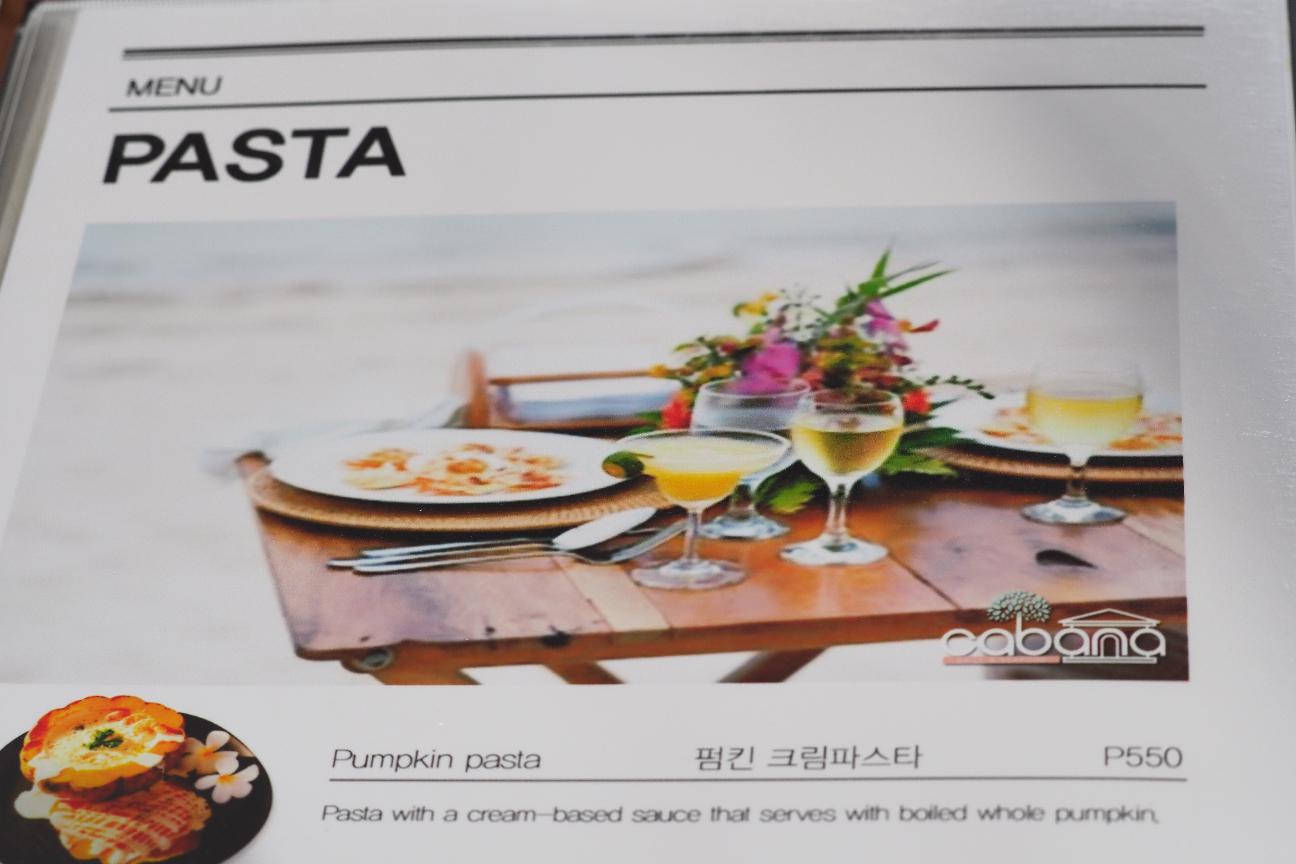 MENU
PASTA
cabana
Pumpkin pasta 펌킨 크림파스타 P550
Pasta with a cream-based sauce that serves with boiled whole pumpkin.